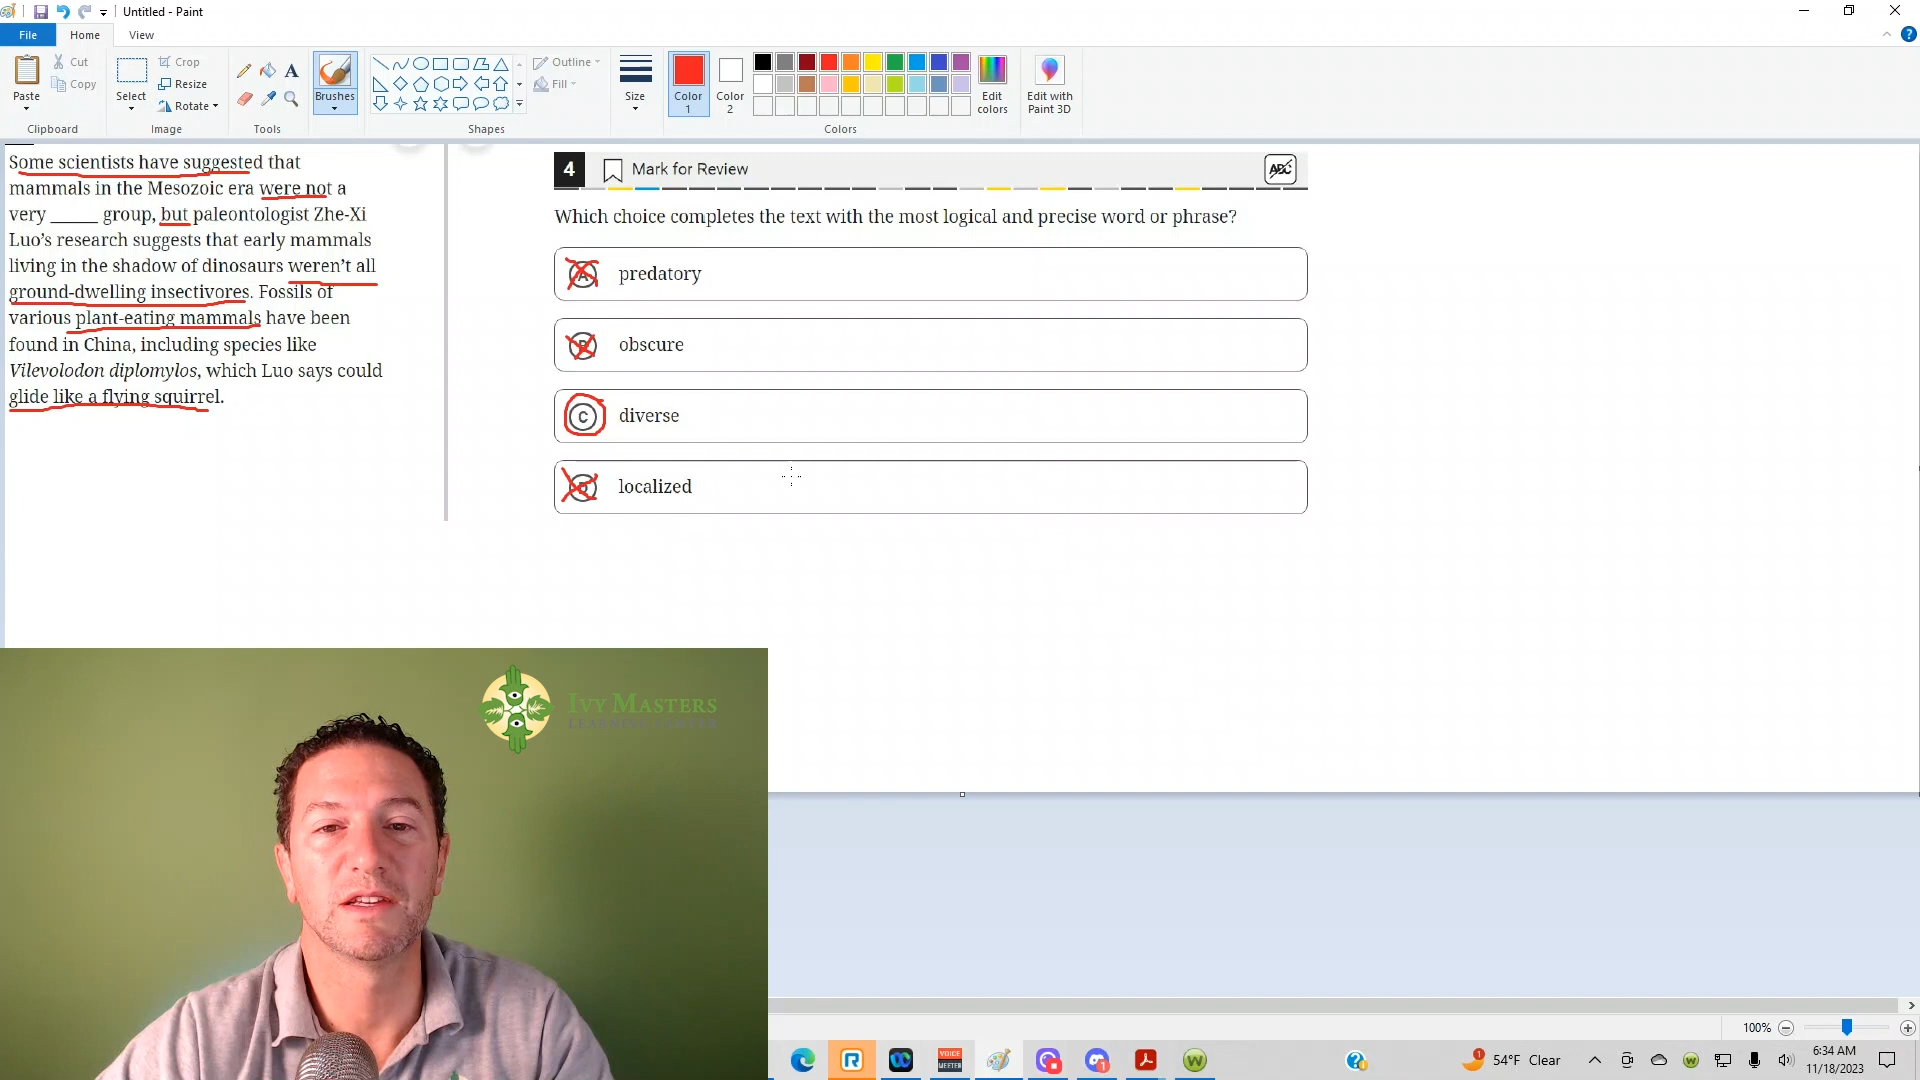 Untitled - Paint
File
Home
View
Paste
Cut
Copy
Clipboard
Select
Crop
Resize
Rotate
Image
A
Tools
Brushes
Shapes
Outline
Fill
Size
Color 1
Color 2
Colors
Edit colors
Edit with Paint 3D
Some scientists have suggested that
mammals in the Mesozoic era were not a
very ______ group, but paleontologist Zhe-Xi
Luo’s research suggests that early mammals
living in the shadow of dinosaurs weren’t all
ground-dwelling insectivores. Fossils of
various plant-eating mammals have been
found in China, including species like
Vilevolodon diplomylos, which Luo says could
glide like a flying squirrel.
4
Mark for Review
ABC
Which choice completes the text with the most logical and precise word or phrase?
A predatory
B obscure
C diverse
D localized
IVY MASTERS
LEARNING CENTER
100%
VOICE
MEETER
54°F Clear
6:34 AM
11/18/2023